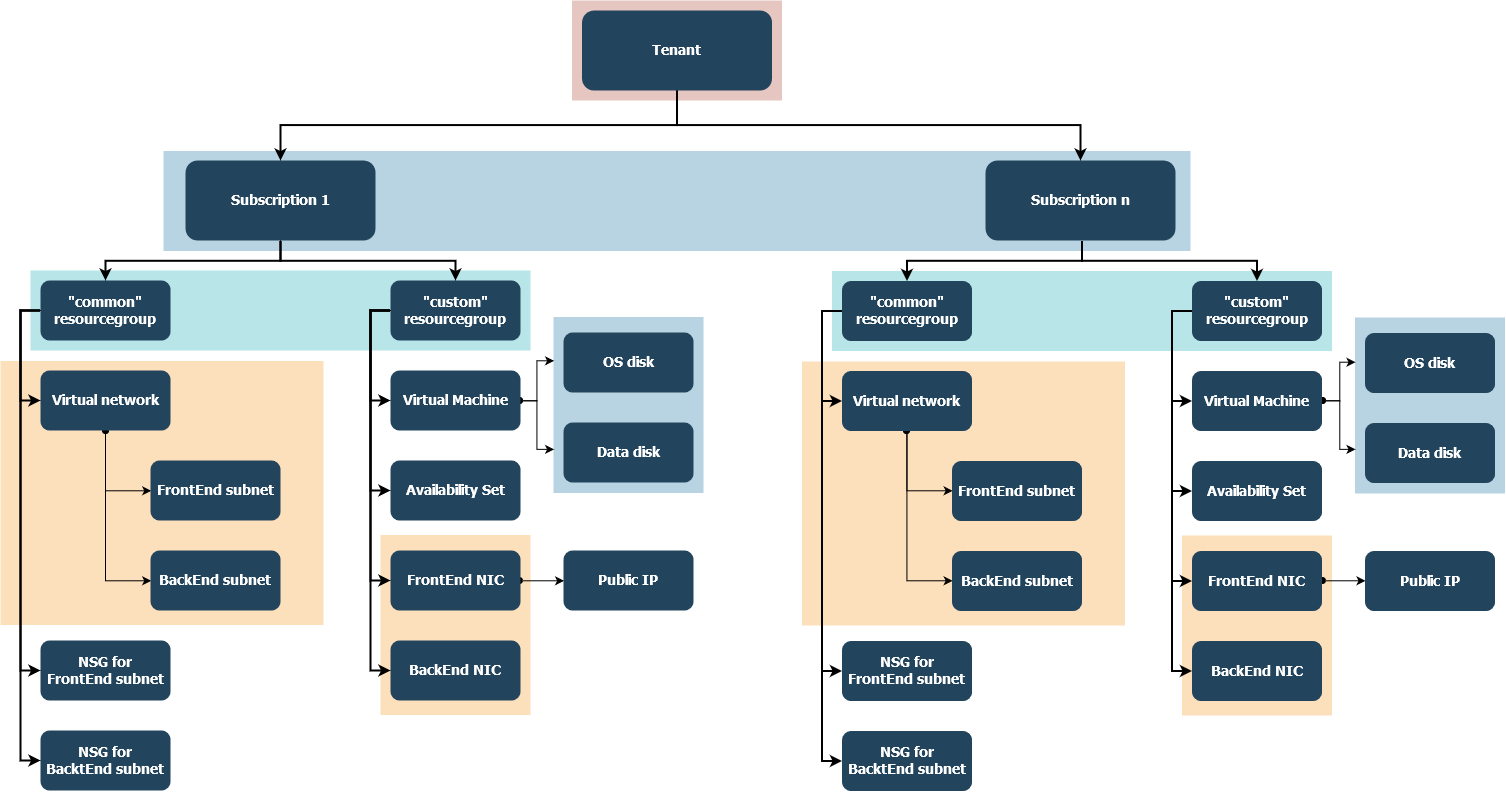 Tenant
Subscription 1
Subscription n
"common"
resourcegroup
"custom"
resourcegroup
"common"
resourcegroup
"custom"
resourcegroup
OS disk
OS disk
Virtual network
Virtual Machine
Virtual network
Virtual Machine
Data disk
Data disk
FrontEnd subnet
Availability Set
FrontEnd subnet
Availability Set
BackEnd subnet
FrontEnd NIC
Public IP
BackEnd subnet
FrontEnd NIC
Public IP
NSG for
FrontEnd subnet
BackEnd NIC
NSG for
FrontEnd subnet
BackEnd NIC
NSG for
BacktEnd subnet
NSG for
BacktEnd subnet